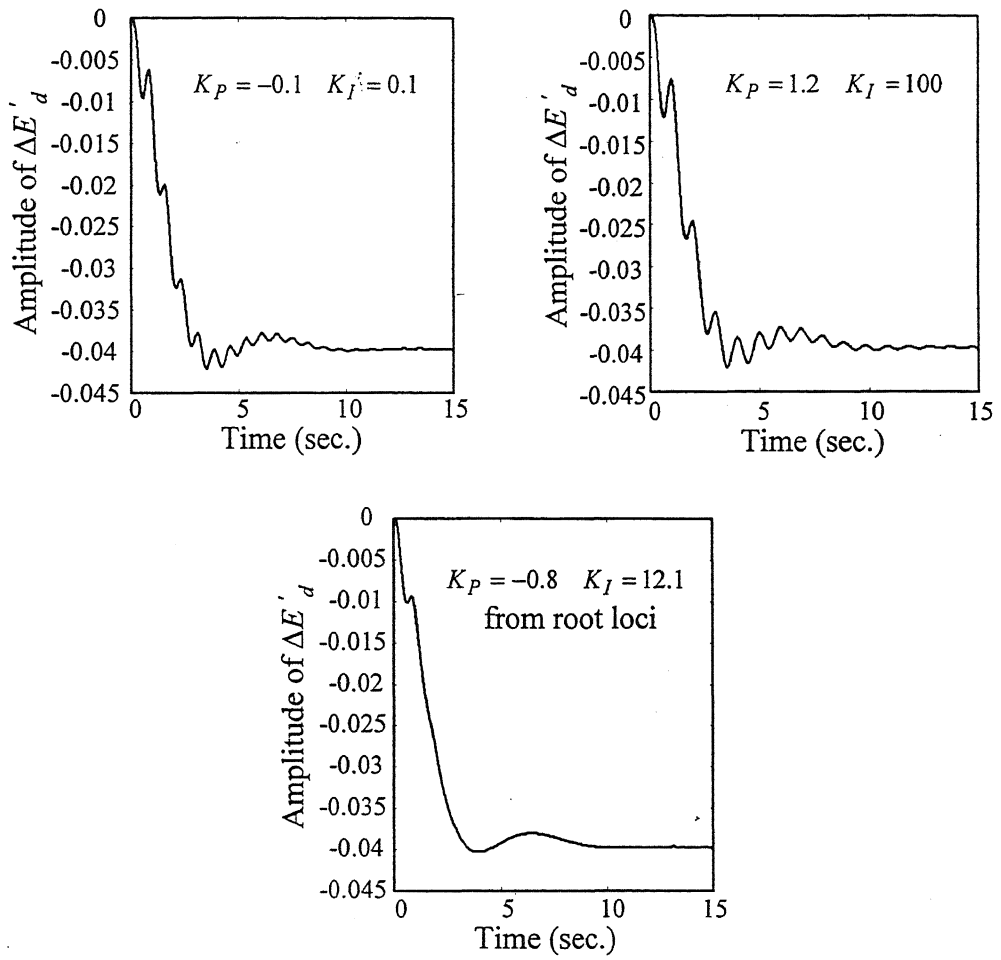 0
-0.005
-0.01
-0.015
-0.02
-0.025
-0.03
-0.035
-0.04
-0.045
Amplitude of ΔE'd
K_P = −0.1 K_I = 0.1
0 5 10 15
Time (sec.)
0
-0.005
-0.01
-0.015
-0.02
-0.025
-0.03
-0.035
-0.04
-0.045
Amplitude of ΔE'd
K_P = 1.2 K_I = 100
0 5 10 15
Time (sec.)
0
-0.005
-0.01
-0.015
-0.02
-0.025
-0.03
-0.035
-0.04
-0.045
Amplitude of ΔE'd
K_P = −0.8 K_I = 12.1
from root loci
0 5 10 15
Time (sec.)